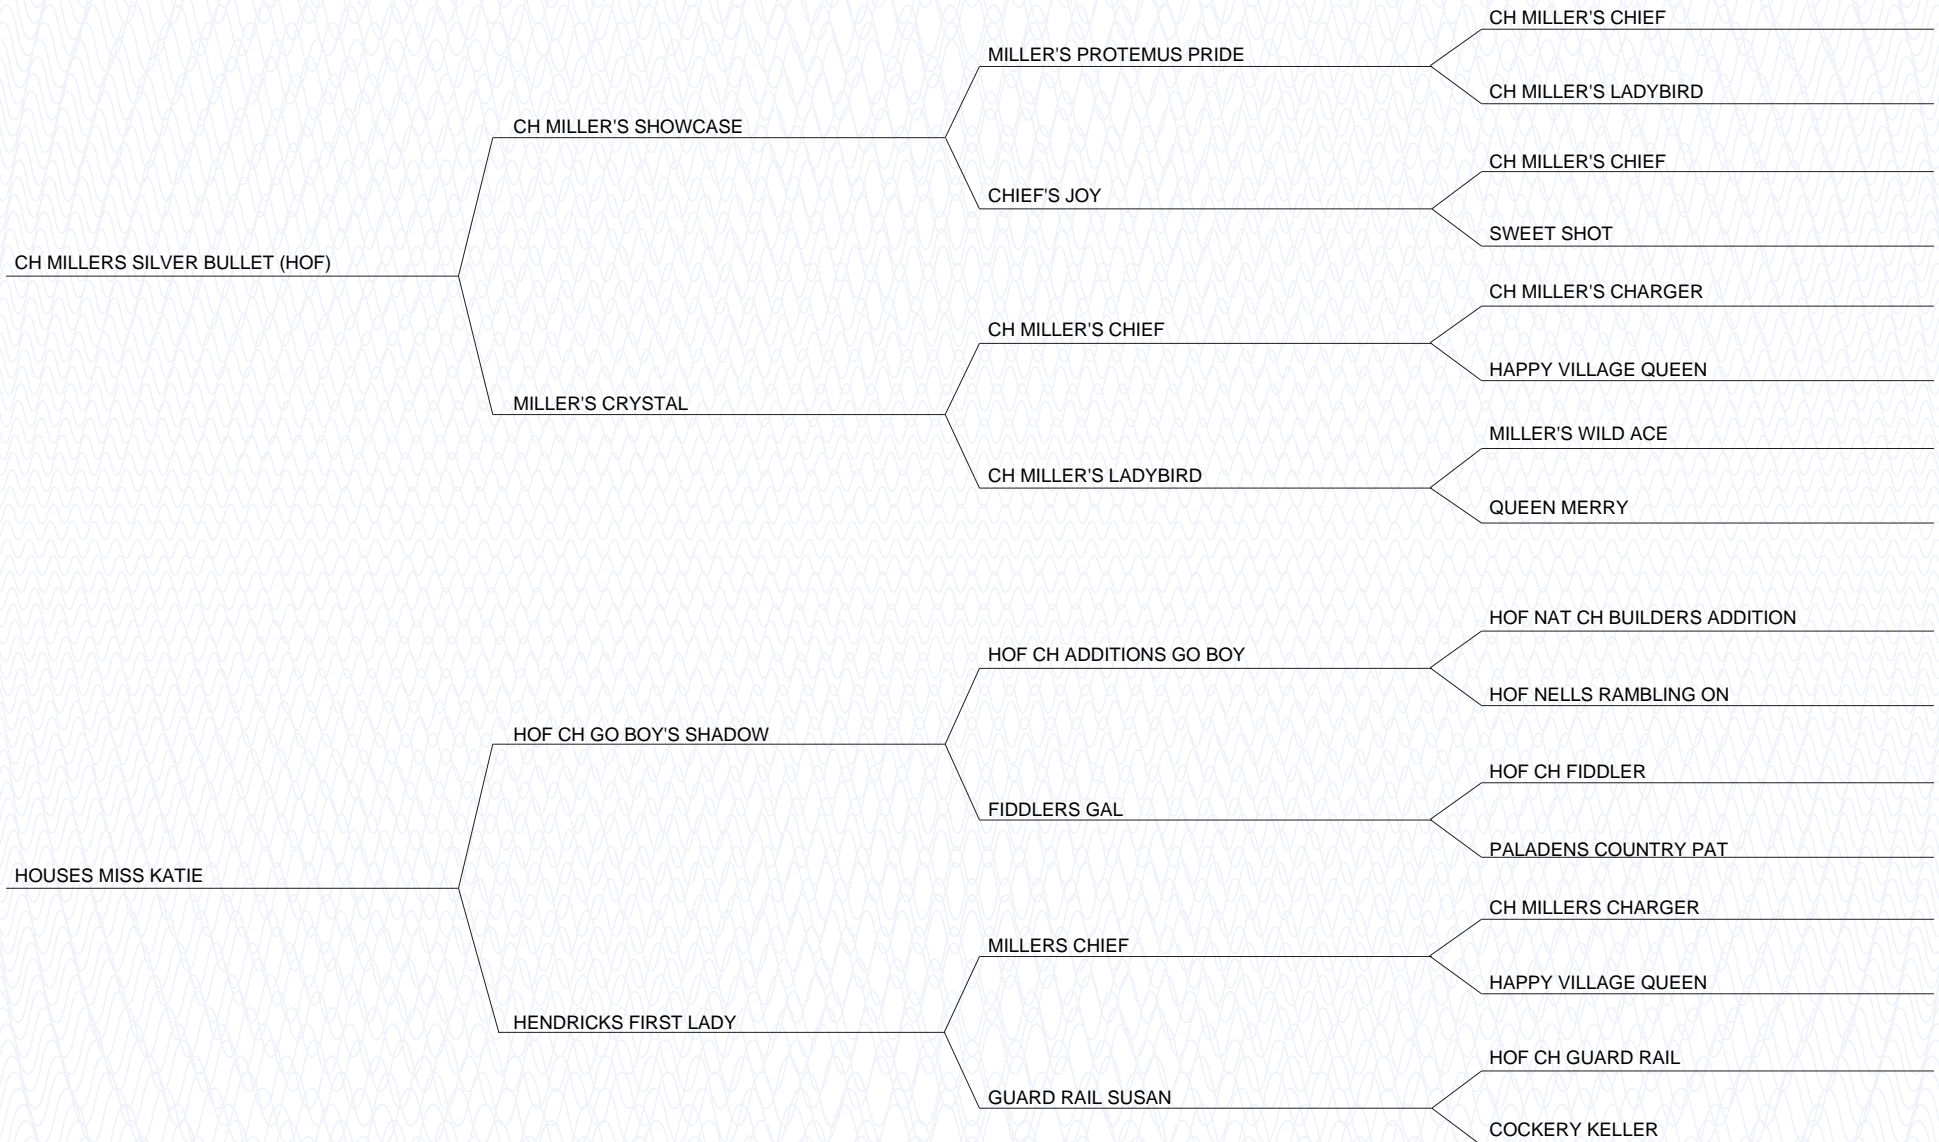 CH MILLER'S CHIEF
MILLER'S PROTEMUS PRIDE
CH MILLER'S LADYBIRD
CH MILLER'S SHOWCASE
CH MILLER'S CHIEF
CHIEF'S JOY
SWEET SHOT
CH MILLERS SILVER BULLET (HOF)
CH MILLER'S CHARGER
CH MILLER'S CHIEF
HAPPY VILLAGE QUEEN
MILLER'S CRYSTAL
MILLER'S WILD ACE
CH MILLER'S LADYBIRD
QUEEN MERRY
HOF NAT CH BUILDERS ADDITION
HOF CH ADDITIONS GO BOY
HOF NELLS RAMBLING ON
HOF CH GO BOY'S SHADOW
HOF CH FIDDLER
FIDDLERS GAL
PALADENS COUNTRY PAT
HOUSES MISS KATIE
CH MILLERS CHARGER
MILLERS CHIEF
HAPPY VILLAGE QUEEN
HENDRICKS FIRST LADY
HOF CH GUARD RAIL
GUARD RAIL SUSAN
COCKERY KELLER